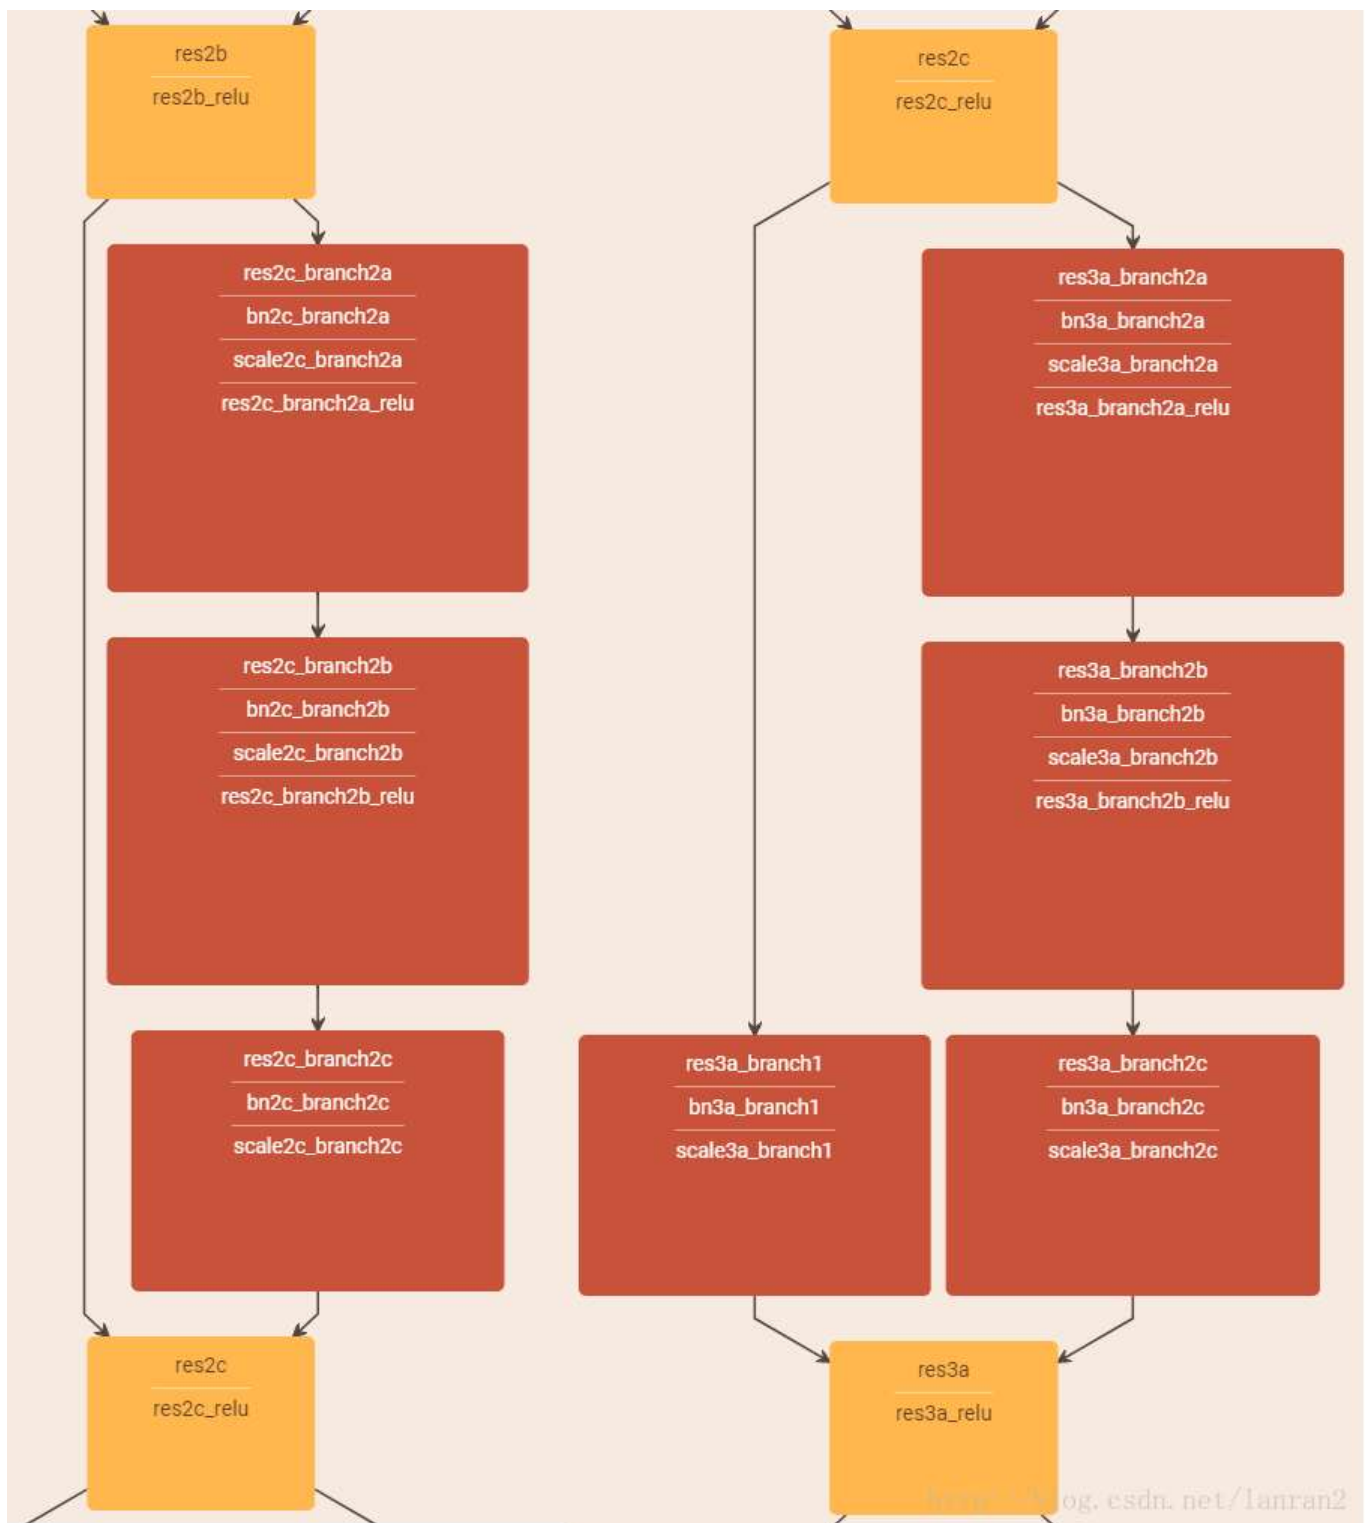 res2b
res2b_relu
res2c_branch2a
bn2c_branch2a
scale2c_branch2a
res2c_branch2a_relu
res2c_branch2b
bn2c_branch2b
scale2c_branch2b
res2c_branch2b_relu
res2c_branch2c
bn2c_branch2c
scale2c_branch2c
res2c
res2c_relu
res2c
res2c_relu
res3a_branch2a
bn3a_branch2a
scale3a_branch2a
res3a_branch2a_relu
res3a_branch2b
bn3a_branch2b
scale3a_branch2b
res3a_branch2b_relu
res3a_branch1
bn3a_branch1
scale3a_branch1
res3a_branch2c
bn3a_branch2c
scale3a_branch2c
res3a
res3a_relu
og.csdn.net/lanran2